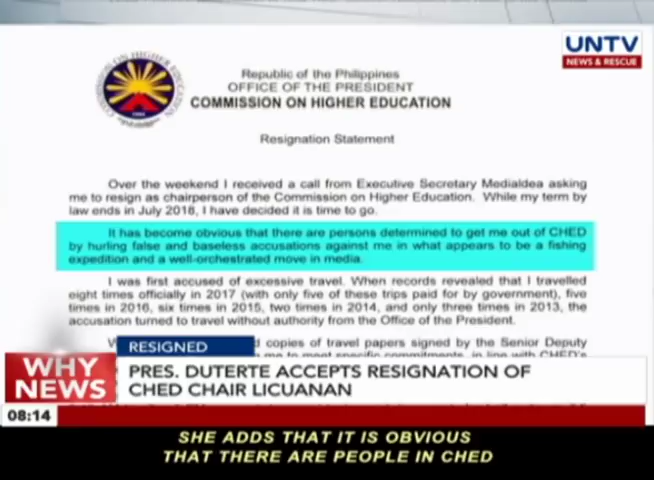 UNTV
NEWS & RESCUE
Republic of the Philippines
OFFICE OF THE PRESIDENT
COMMISSION ON HIGHER EDUCATION
Resignation Statement
Over the weekend I received a call from Executive Secretary Medialdea asking
me to resign as chairperson of the Commission on Higher Education. While my term by
law ends in July 2018, I have decided it is time to go.
It has become obvious that there are persons determined to get me out of CHED
by hurling false and baseless accusations against me in what appears to be a fishing
expedition and a well-orchestrated move in media.
I was first accused of excessive travel. When records revealed that I travelled
eight times officially in 2017 (with only five of these trips paid for by government), five
times in 2016, six times in 2015, two times in 2014, and only three times in 2013, the
accusation turned to travel without authority from the Office of the President.
copies of travel papers signed by the Senior Deputy
me to meet specific commitments, in line with CHED's
RESIGNED
WHY
NEWS
PRES. DUTERTE ACCEPTS RESIGNATION OF
CHED CHAIR LICUANAN
08:14
SHE ADDS THAT IT IS OBVIOUS
THAT THERE ARE PEOPLE IN CHED